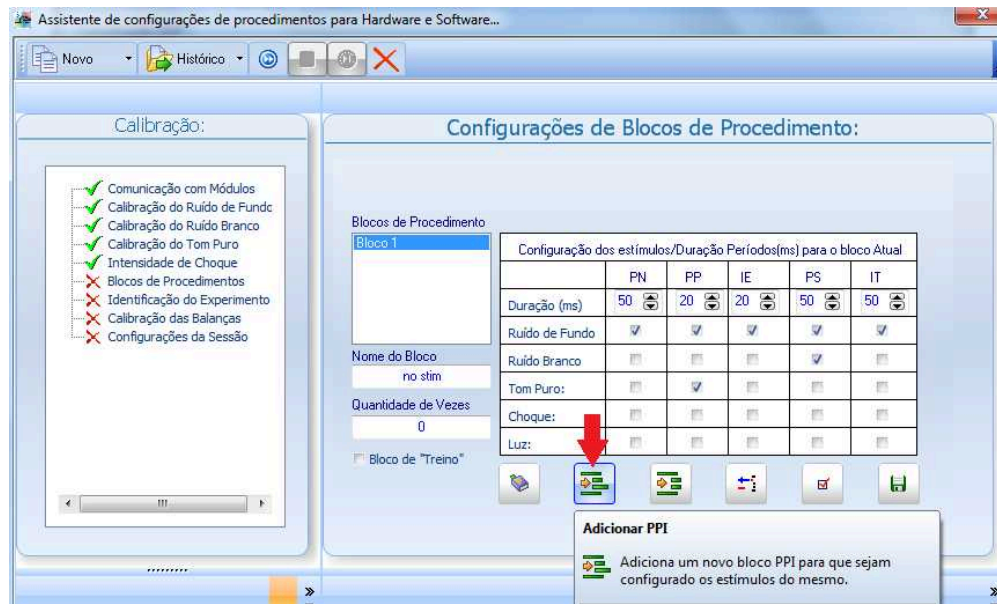 Assistente de configurações de procedimentos para Hardware e Software...
Novo
Histórico
Calibração:
Comunicação com Módulos
Calibração do Ruído de Fundc
Calibração do Ruído Branco
Calibração do Tom Puro
Intensidade de Choque
Blocos de Procedimentos
Identificação do Experimento
Calibração das Balanças
Configurações da Sessão
Configurações de Blocos de Procedimento:
Blocos de Procedimento
Bloco 1
Nome do Bloco
no stim
Quantidade de Vezes
0
Bloco de "Treino"
Configuração dos estímulos/Duração Períodos(ms) para o bloco Atual
PN PP IE PS IT
Duração (ms) 50 20 20 50 50
Ruído de Fundo
Ruído Branco
Tom Puro:
Choque:
Luz:
Adicionar PPI
Adiciona um novo bloco PPI para que sejam
configurado os estímulos do mesmo.